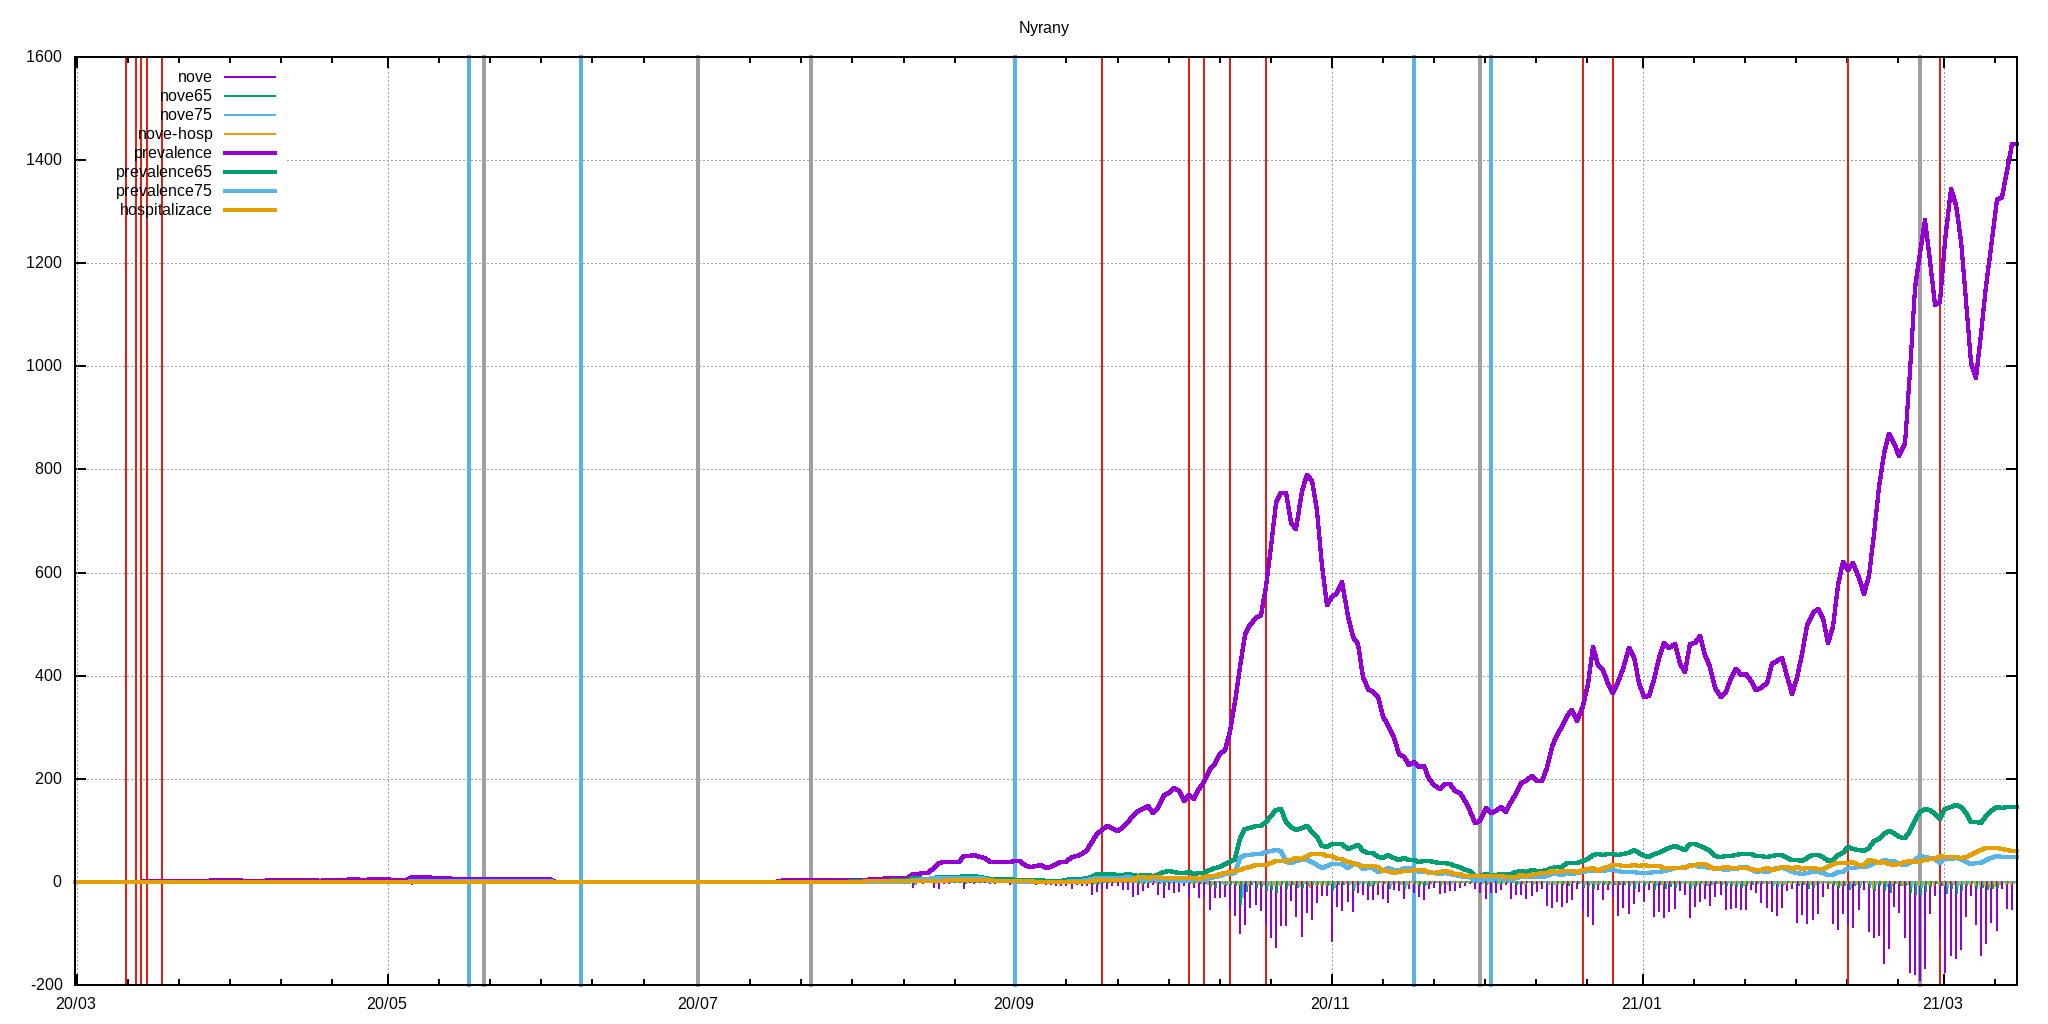 Nyrany
1600
1400
1200
1000
800
600
400
200
0
-200
nove
nove65
nove75
nove-hosp
prevalence
prevalence65
prevalence75
hospitalizace
20/03 20/05 20/07 20/09 20/11 21/01 21/03